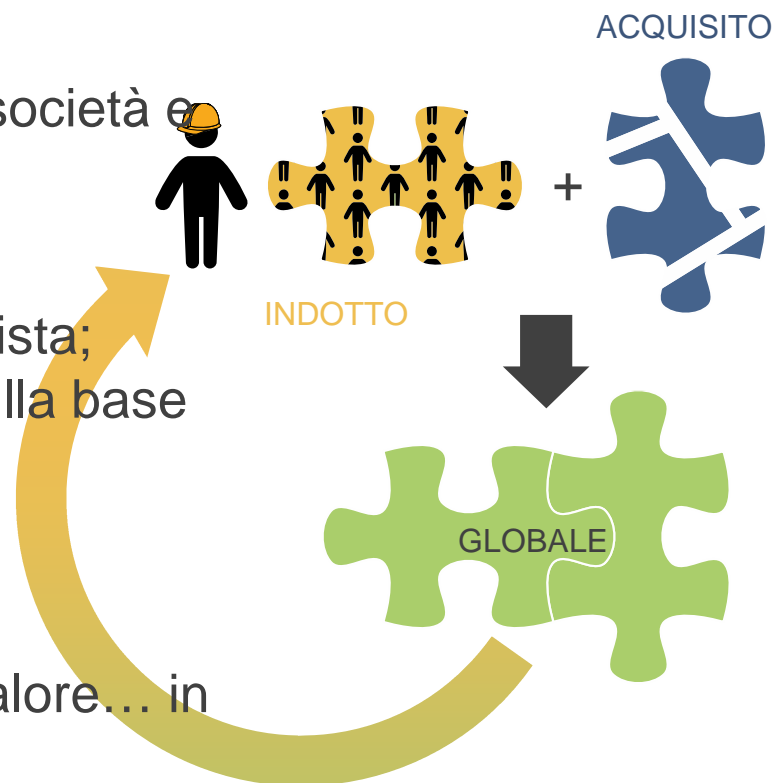 ACQUISITO
società e
+
INDOTTO
ista;
lla base
GLOBALE
alore… in